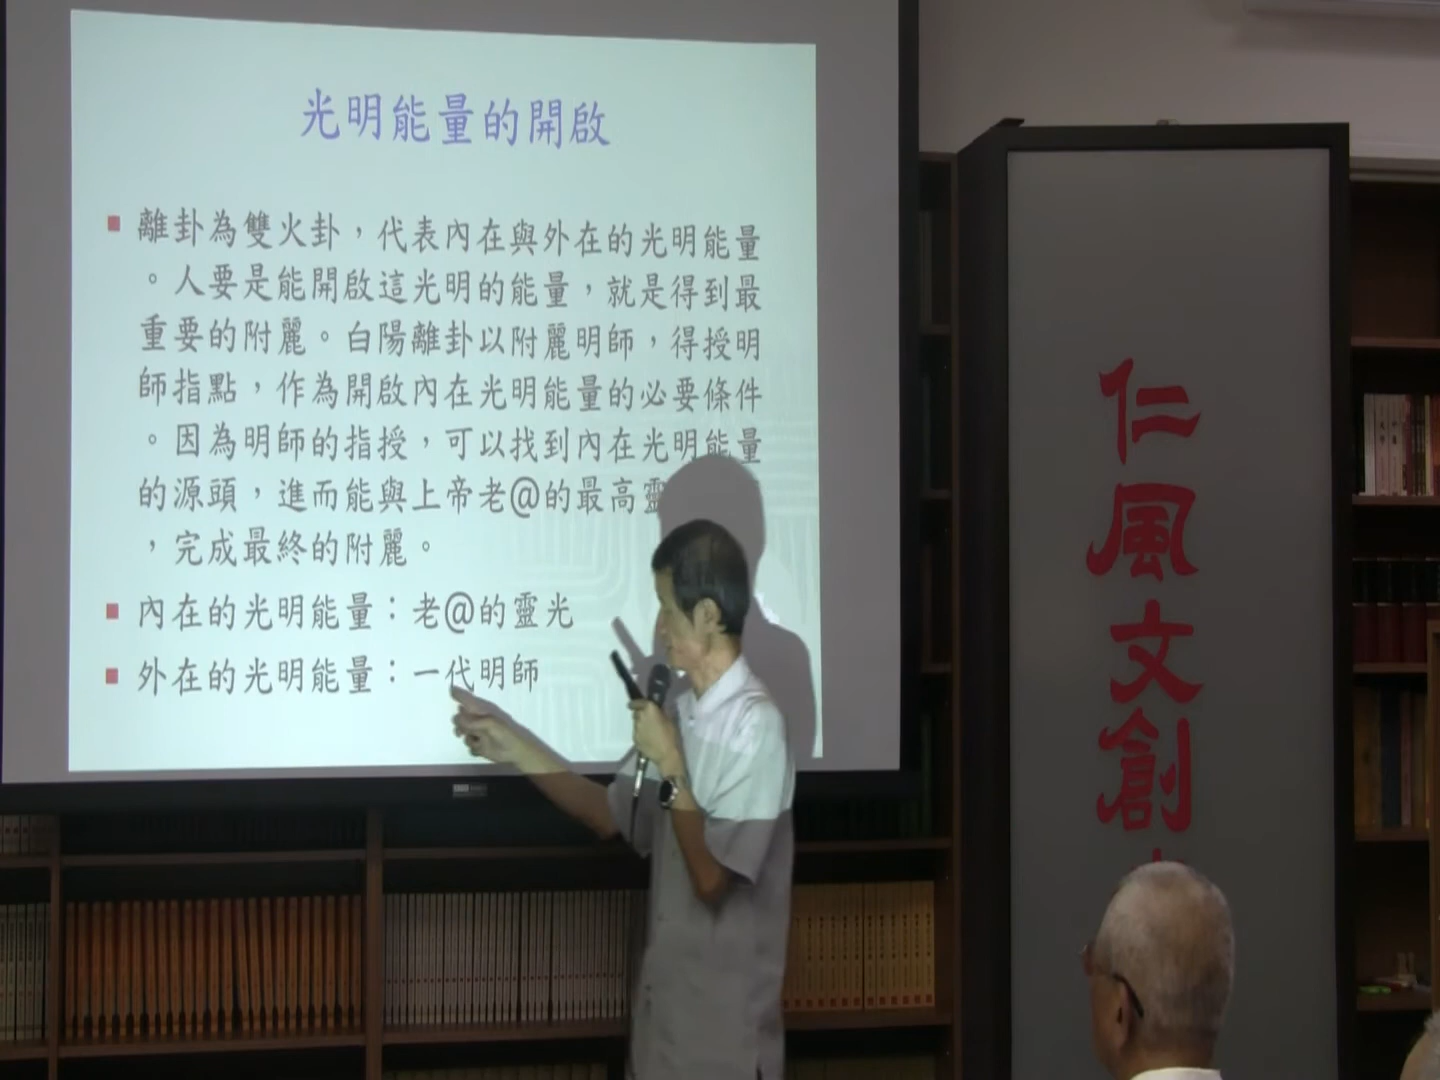 光明能量的開啟
■ 離卦為雙火卦，代表內在與外在的光明能量
。人要是能開啟這光明的能量，就是得到最
重要的附麗。白陽離卦以附麗明師，得授明
師指點，作為開啟內在光明能量的必要條件
。因為明師的指授，可以找到內在光明能量
的源頭，進而能與上帝老@的最高靈
，完成最終的附麗。
■ 內在的光明能量：老@的靈光
■ 外在的光明能量：一代明師
仁風文創